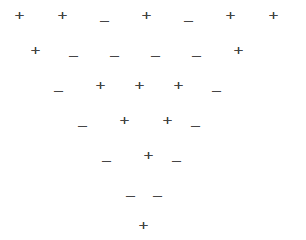 + + _ + _ + +
+ _ _ _ _ +
_ + + + _
_ + + _
_ + _
_ _
+